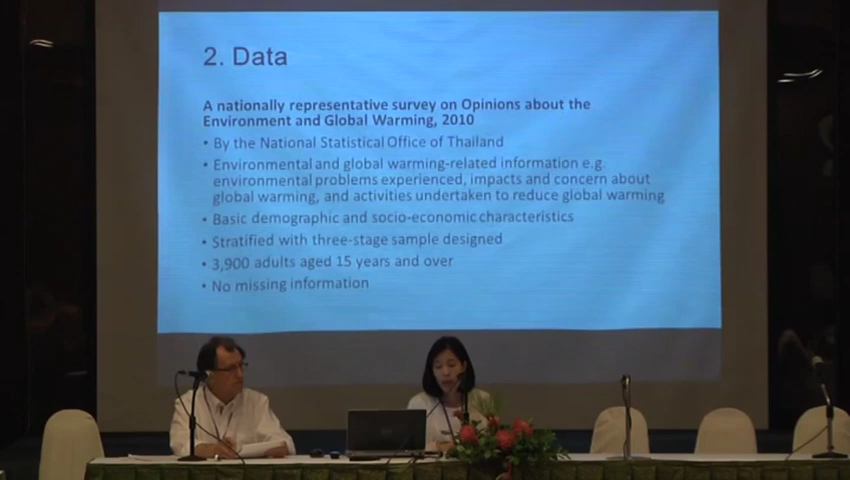 2. Data
A nationally representative survey on Opinions about the
Environment and Global Warming, 2010
• By the National Statistical Office of Thailand
• Environmental and global warming-related information e.g.
environmental problems experienced, impacts and concern about
global warming, and activities undertaken to reduce global warming
• Basic demographic and socio-economic characteristics
• Stratified with three-stage sample designed
• 3,900 adults aged 15 years and over
• No missing information